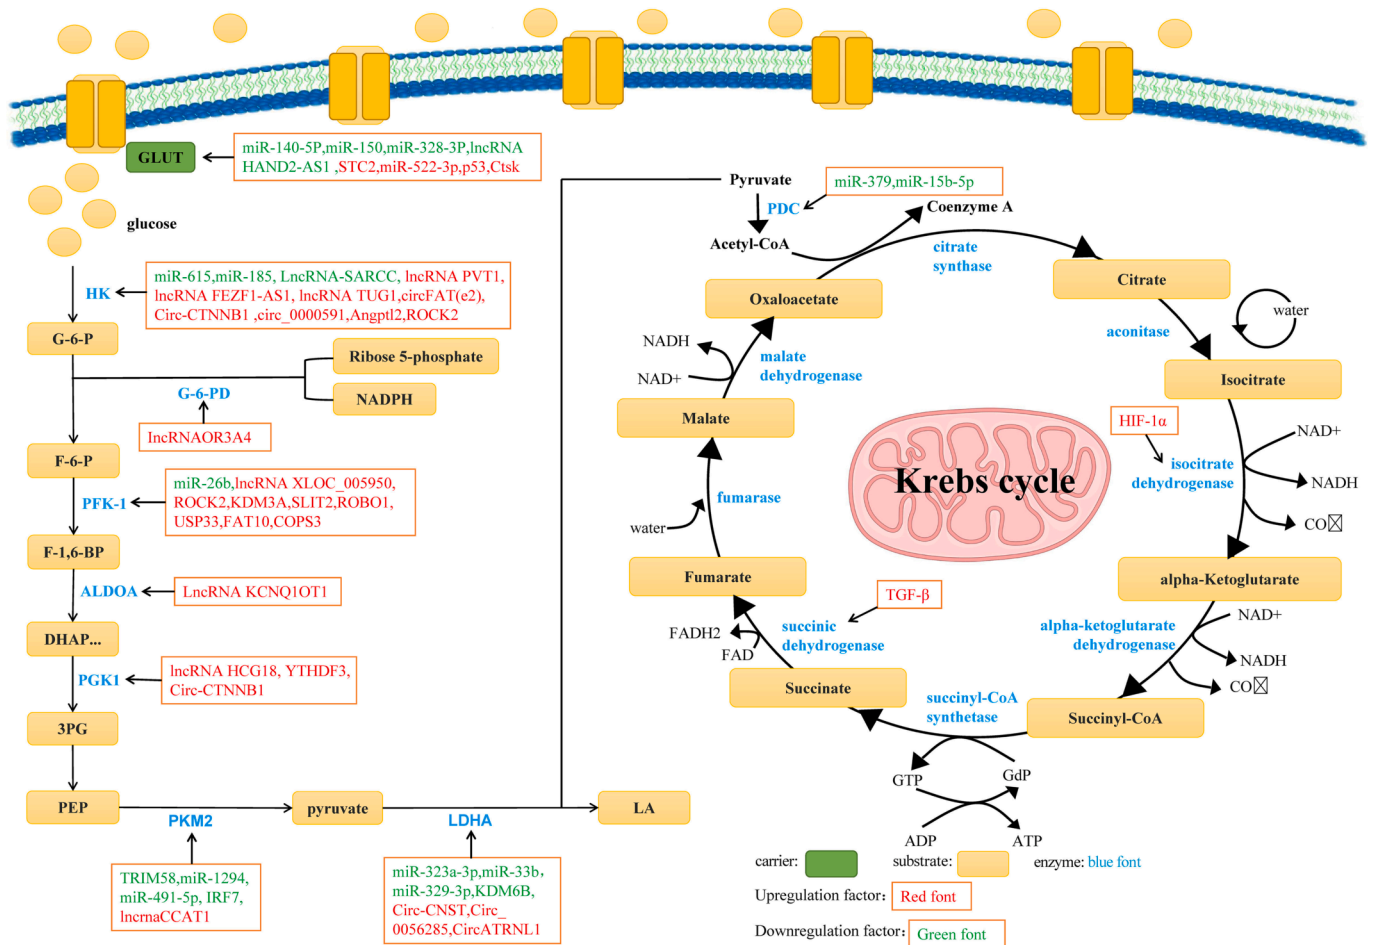 GLUT
miR-140-5P,miR-150,miR-328-3P,lncRNA
HAND2-AS1 ,STC2,miR-522-3p,p53,Ctsk
glucose
HK
miR-615,miR-185, LncRNA-SARCC, lncRNA PVT1,
lncRNA FEZF1-AS1, lncRNA TUG1,circFAT(e2),
Circ-CTNNB1 ,circ_0000591,Angptl2,ROCK2
G-6-P
Ribose 5-phosphate
NADPH
G-6-PD
lncRNAOR3A4
F-6-P
PFK-1
miR-26b,lncRNA XLOC_005950,
ROCK2,KDM3A,SLIT2,ROBO1,
USP33,FAT10,COPS3
F-1,6-BP
ALDOA
LncRNA KCNQ1OT1
DHAP...
PGK1
lncRNA HCG18, YTHDF3,
Circ-CTNNB1
3PG
PEP
PKM2
TRIM58,miR-1294,
miR-491-5p, IRF7,
lncrnaCCAT1
pyruvate
LDHA
miR-323a-3p,miR-33b,
miR-329-3p,KDM6B,
Circ-CNST,Circ_
0056285,CircATRNL1
LA
Pyruvate
PDC
miR-379,miR-15b-5p
Acetyl-CoA
Coenzyme A
citrate
synthase
Oxaloacetate
Citrate
aconitase
water
Isocitrate
HIF-1α
isocitrate
dehydrogenase
NAD+
NADH
CO
alpha-Ketoglutarate
alpha-ketoglutarate
dehydrogenase
NAD+
NADH
CO
Succinyl-CoA
succinyl-CoA
synthetase
GTP
GdP
ADP
ATP
Succinate
succinic
dehydrogenase
TGF-β
FADH2
FAD
Fumarate
fumarase
water
Malate
malate
dehydrogenase
NADH
NAD+
Krebs cycle
carrier:
substrate:
enzyme: blue font
Upregulation factor: Red font
Downregulation factor: Green font